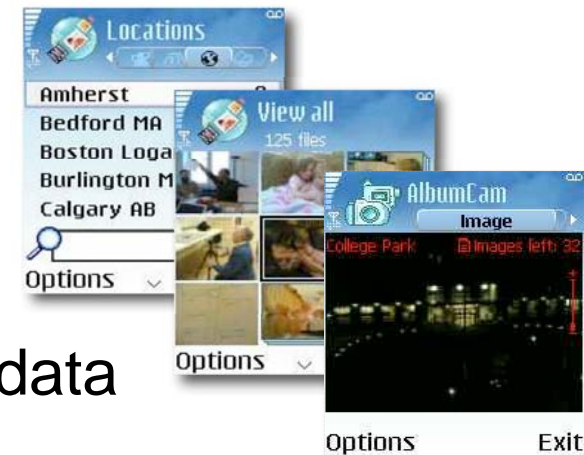 Locations
Amherst
Bedford MA
Boston Loga
Burlington M
Calgary AB
Options
View all
125 files
Options
AlbumCam
Image
College Park
Images left: 32
Options Exit
data